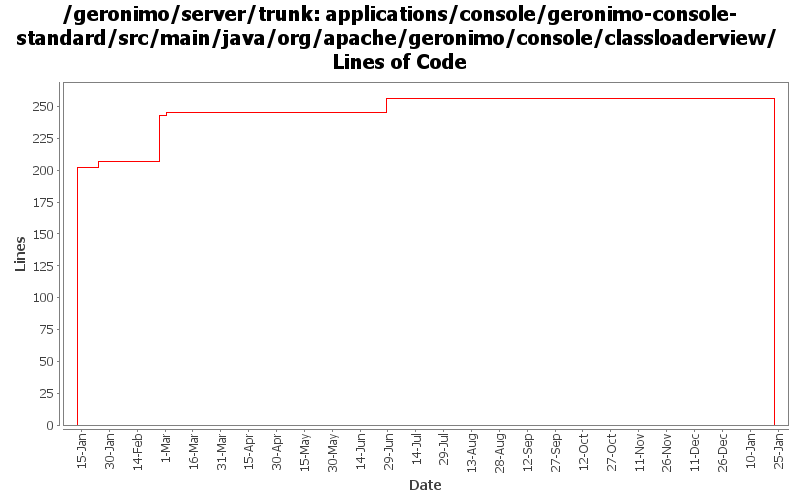 /geronimo/server/trunk: applications/console/geronimo-console-
standard/src/main/java/org/apache/geronimo/console/classloaderview/
Lines of Code
250
225
200
175
150
125
100
75
50
25
0
Lines
15-Jan
30-Jan
14-Feb
1-Mar
16-Mar
31-Mar
15-Apr
30-Apr
15-May
30-May
14-Jun
29-Jun
14-Jul
29-Jul
13-Aug
28-Aug
12-Sep
27-Sep
12-Oct
27-Oct
11-Nov
26-Nov
11-Dec
26-Dec
10-Jan
25-Jan
Date